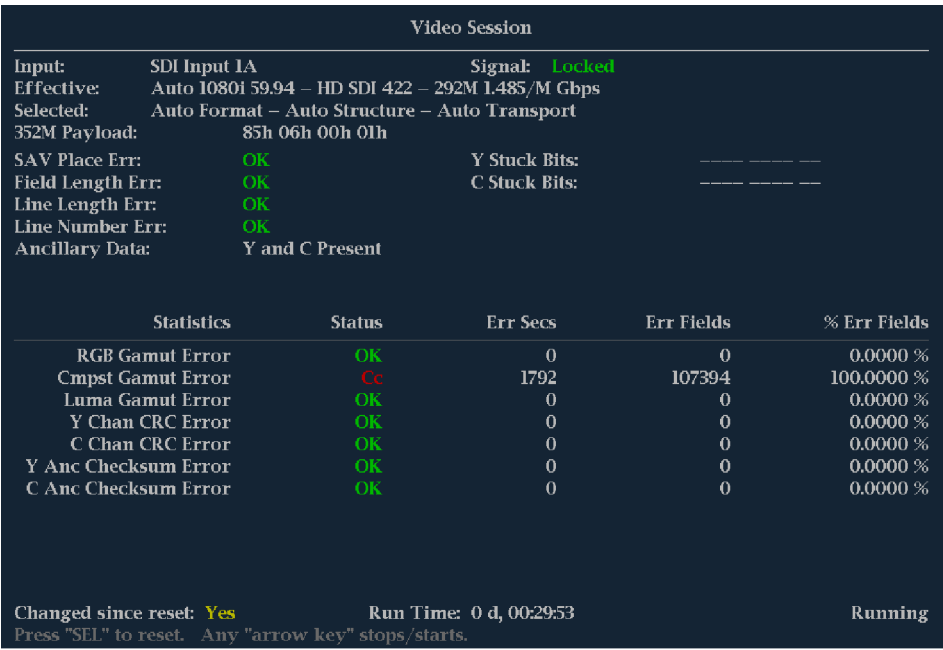 Video Session
Input: SDI Input 1A Signal: Locked
Effective: Auto 1080i 59.94 – HD SDI 422 – 292M 1.485/M Gbps
Selected: Auto Format – Auto Structure – Auto Transport
352M Payload: 85h 06h 00h 01h
SAV Place Err: OK Y Stuck Bits: –––– –––– ––
Field Length Err: OK C Stuck Bits: –––– –––– ––
Line Length Err: OK
Line Number Err: OK
Ancillary Data: Y and C Present
Statistics Status Err Secs Err Fields % Err Fields
RGB Gamut Error OK 0 0 0.0000 %
Cmpst Gamut Error Cc 1792 107394 100.0000 %
Luma Gamut Error OK 0 0 0.0000 %
Y Chan CRC Error OK 0 0 0.0000 %
C Chan CRC Error OK 0 0 0.0000 %
Y Anc Checksum Error OK 0 0 0.0000 %
C Anc Checksum Error OK 0 0 0.0000 %
Changed since reset: Yes Run Time: 0 d, 00:29:53 Running
Press "SEL" to reset. Any "arrow key" stops/starts.